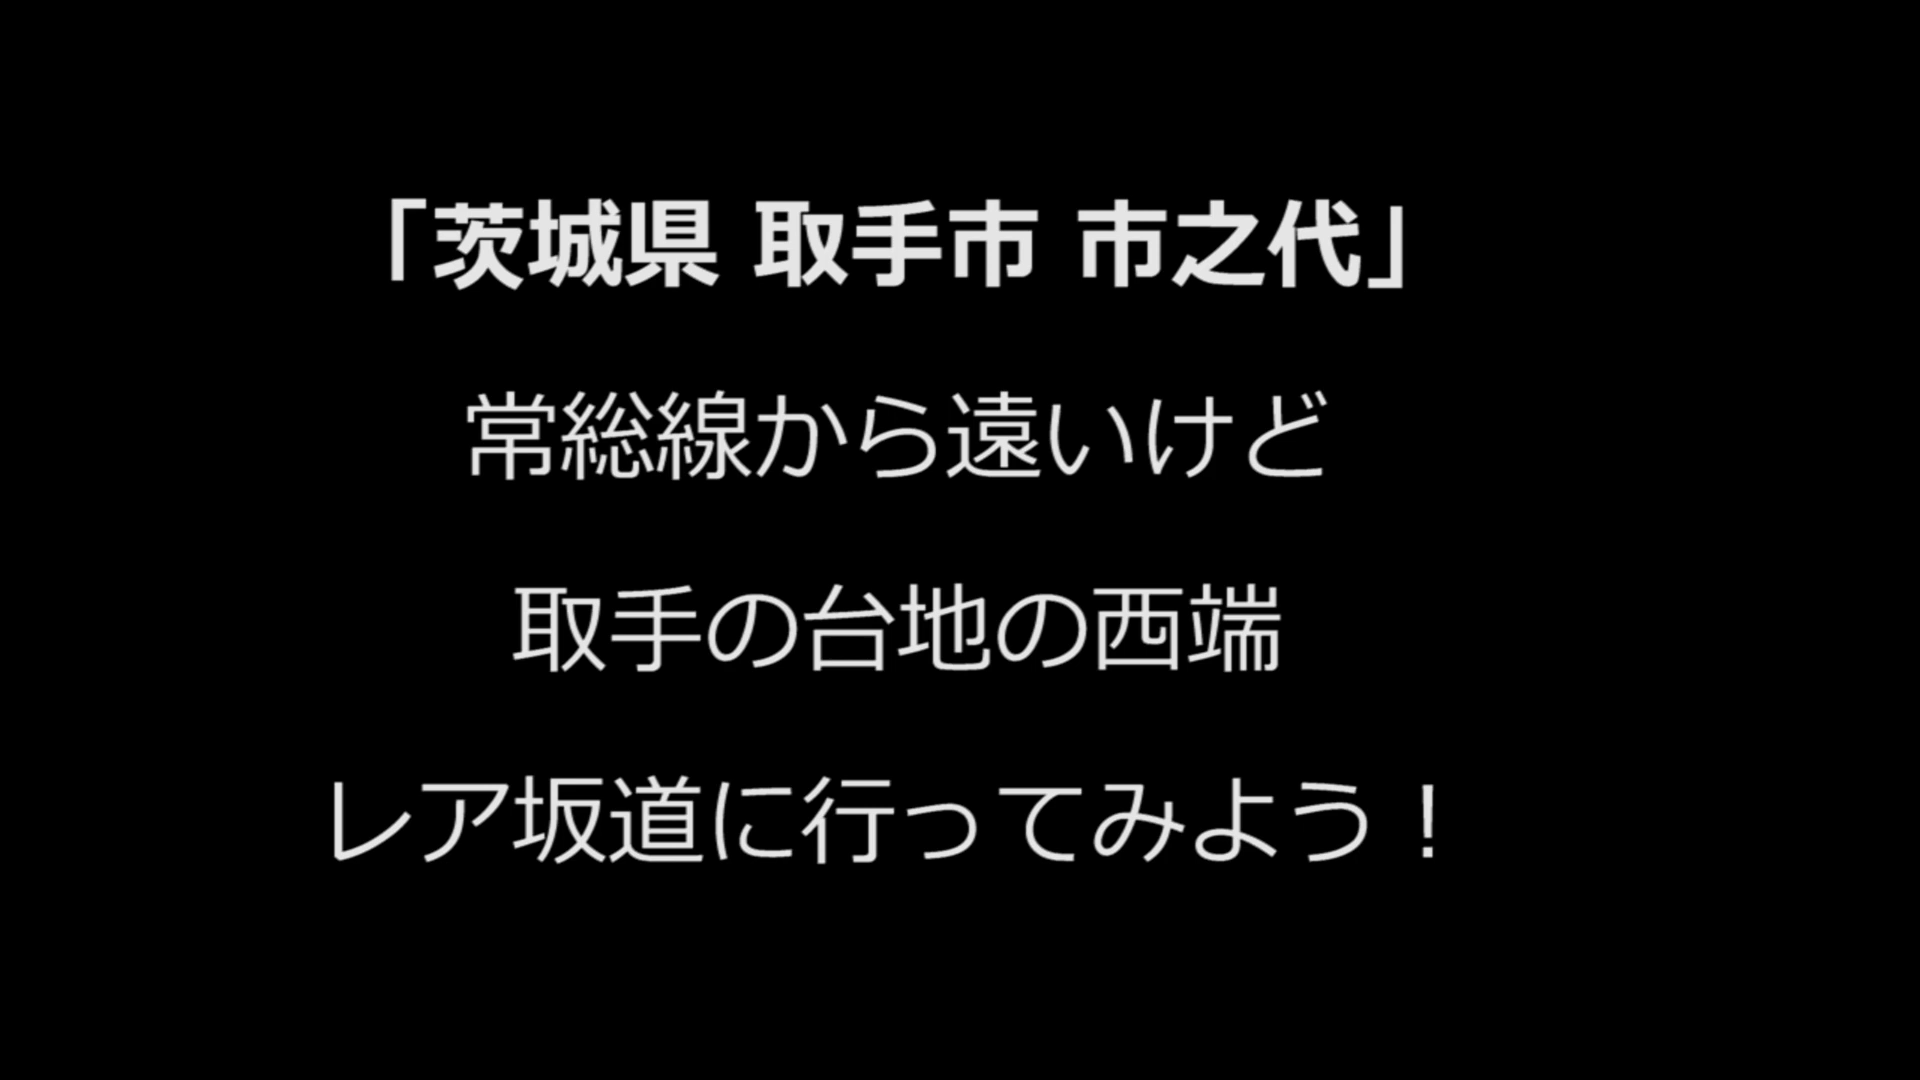 「茨城県 取手市 市之代」
常総線から遠いけど
取手の台地の西端
レア坂道に行ってみよう！